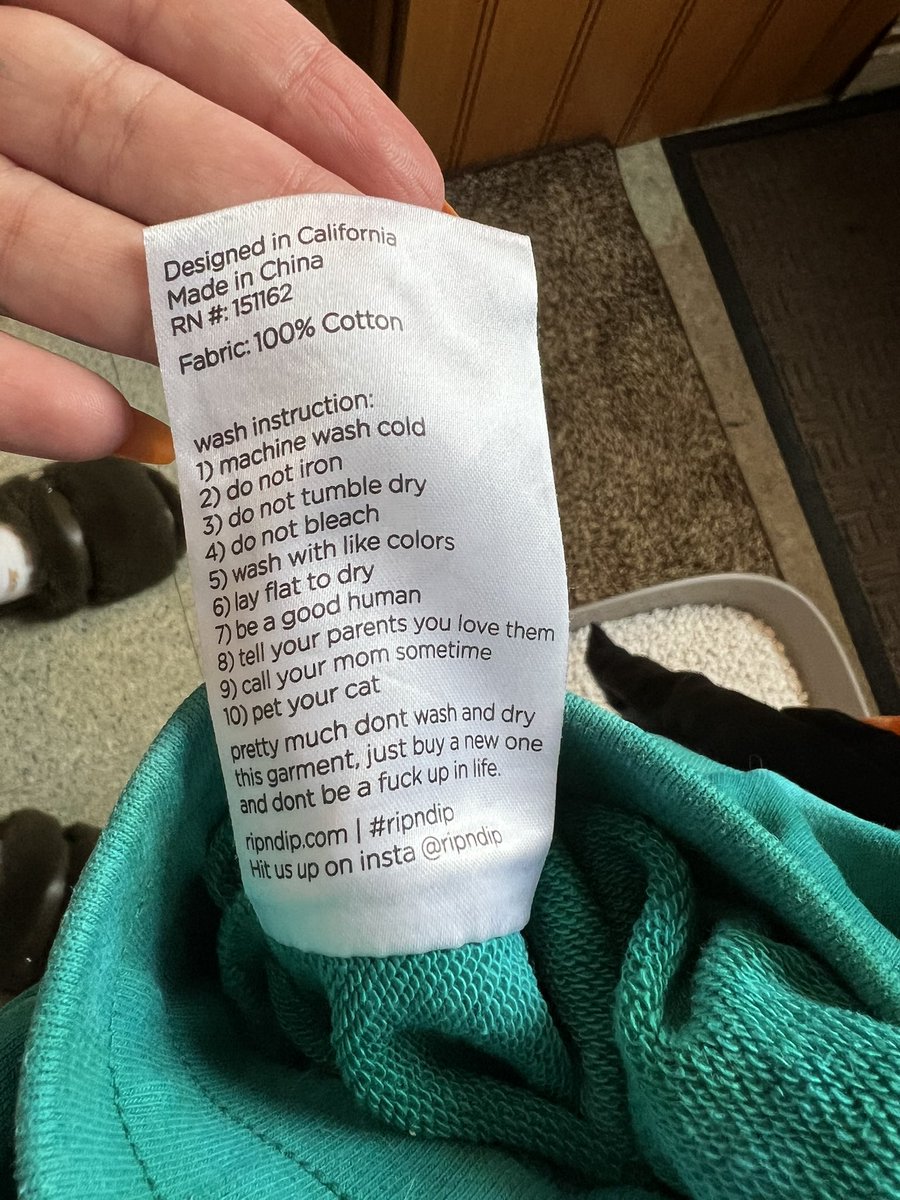 Designed in California
Made in China
RN #: 151162
Fabric: 100% Cotton
wash instruction:
1) machine wash cold
2) do not iron
3) do not tumble dry
4) do not bleach
5) wash with like colors
6) lay flat to dry
7) be a good human
8) tell your parents you love them
9) call your mom sometime
10) pet your cat
pretty much dont wash and dry
this garment, just buy a new one
and dont be a fuck up in life.
ripndip.com | #ripndip
Hit us up on insta @ripndip